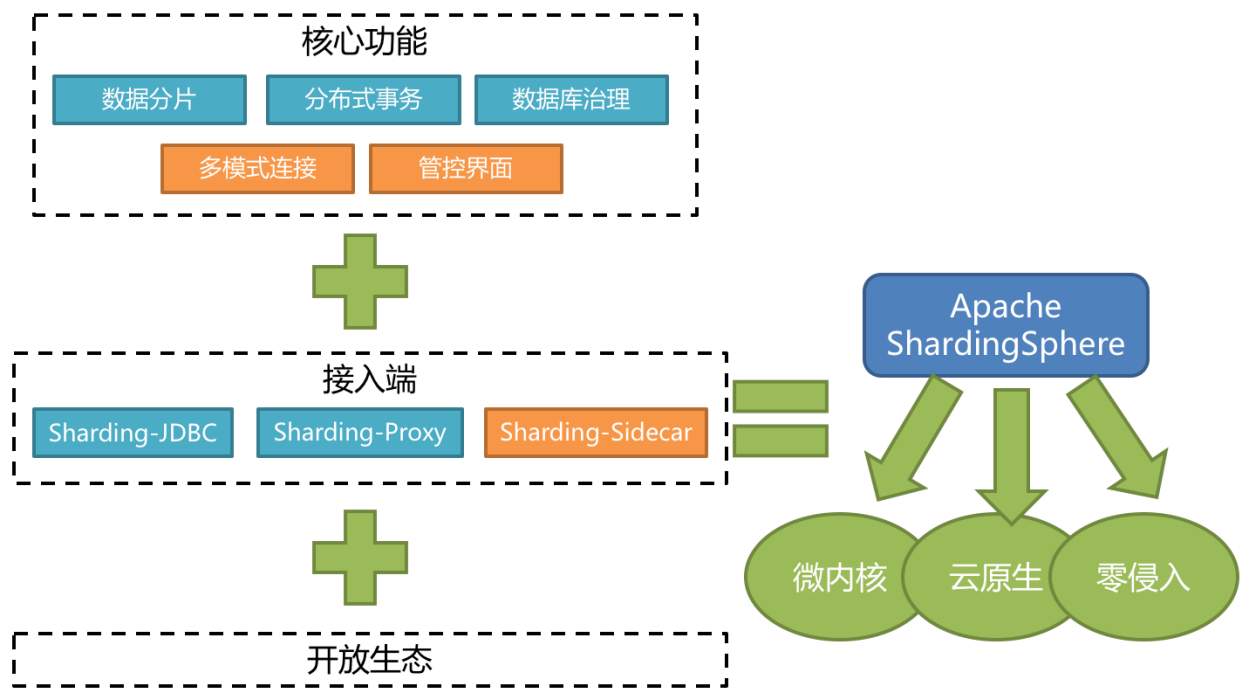 核心功能
数据分片
分布式事务
数据库治理
多模式连接
管控界面
接入端
Sharding-JDBC
Sharding-Proxy
Sharding-Sidecar
开放生态
Apache
ShardingSphere
微内核
云原生
零侵入